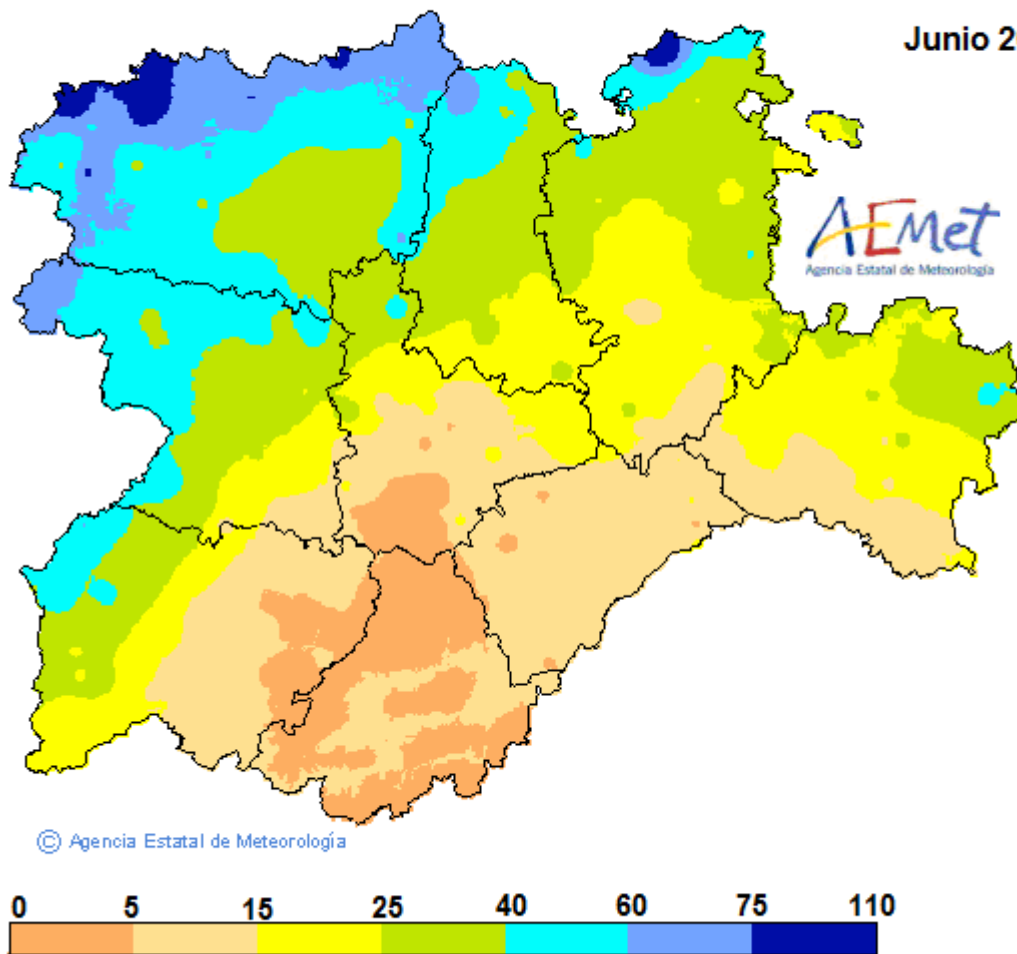 Junio 2
AEMet
Agencia Estatal de Meteorología
© Agencia Estatal de Meteorología
0 5 15 25 40 60 75 110